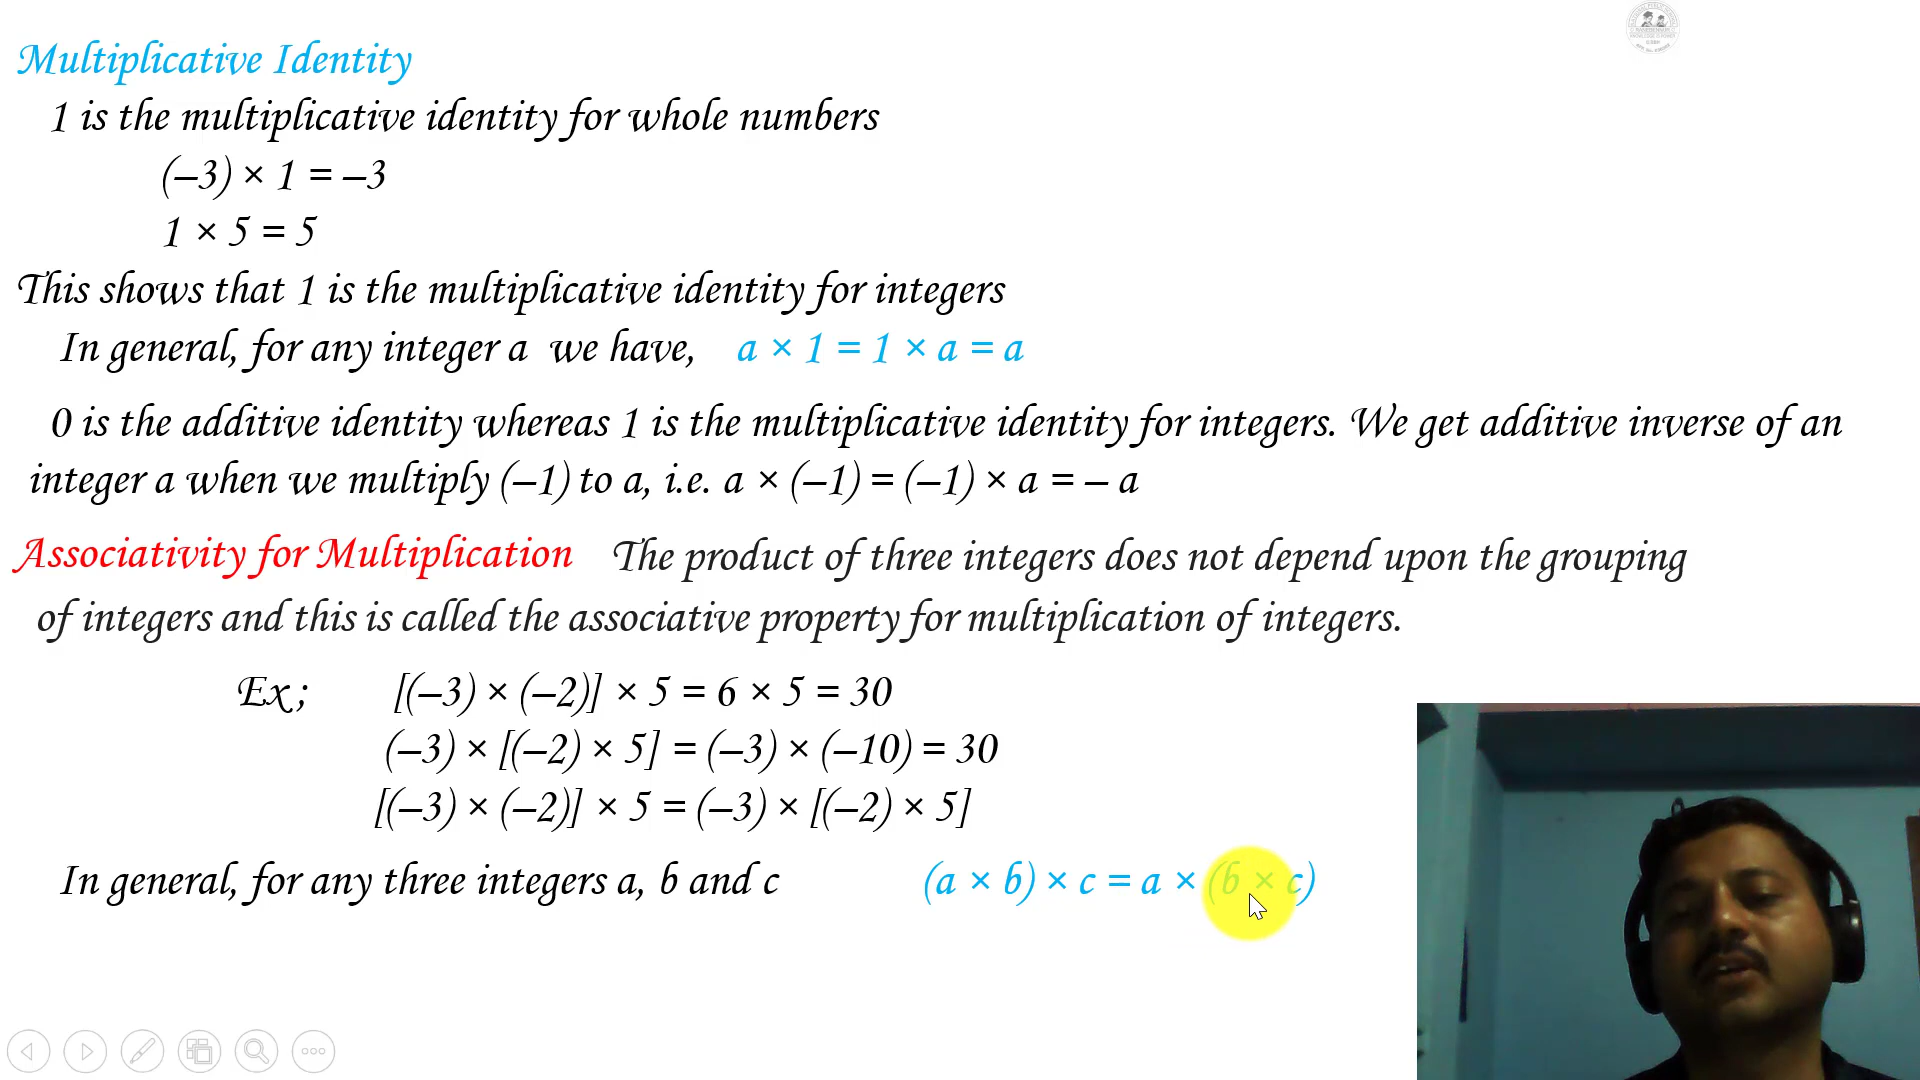 Multiplicative Identity
1 is the multiplicative identity for whole numbers
(–3) × 1 = –3
1 × 5 = 5
This shows that 1 is the multiplicative identity for integers
In general, for any integer a we have, a × 1 = 1 × a = a
0 is the additive identity whereas 1 is the multiplicative identity for integers. We get additive inverse of an
integer a when we multiply (–1) to a, i.e. a × (–1) = (–1) × a = – a
Associativity for Multiplication The product of three integers does not depend upon the grouping
of integers and this is called the associative property for multiplication of integers.
Ex; [(–3) × (–2)] × 5 = 6 × 5 = 30
(–3) × [(–2) × 5] = (–3) × (–10) = 30
[(–3) × (–2)] × 5 = (–3) × [(–2) × 5]
In general, for any three integers a, b and c (a × b) × c = a × (b × c)